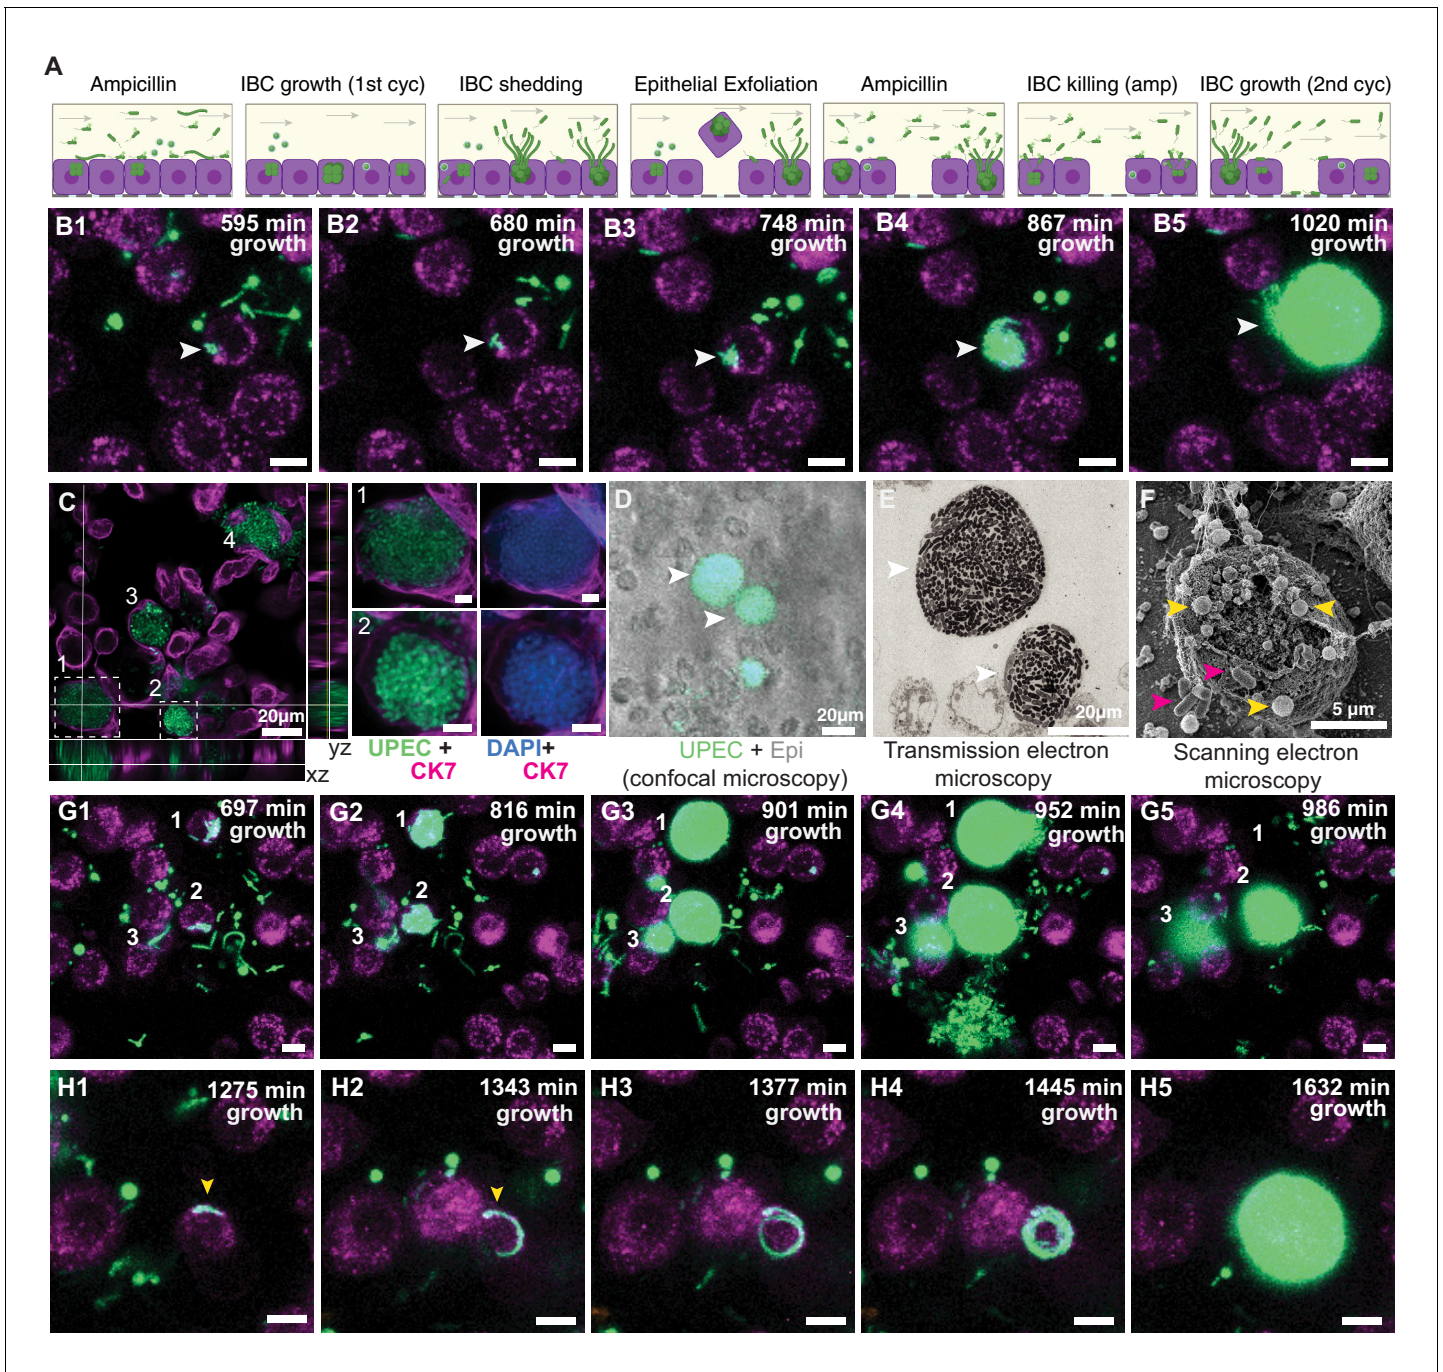 A
Ampicillin
IBC growth (1st cyc)
IBC shedding
Epithelial Exfoliation
Ampicillin
IBC killing (amp)
IBC growth (2nd cyc)
B1
595 min
growth
B2
680 min
growth
B3
748 min
growth
B4
867 min
growth
B5
1020 min
growth
C
1
2
3
4
20µm
yz
xz
1
2
UPEC +
CK7
DAPI+
CK7
D
20µm
UPEC + Epi
(confocal microscopy)
E
20µm
Transmission electron
microscopy
F
5 µm
Scanning electron
microscopy
G1
697 min
growth
1
2
3
G2
816 min
growth
1
2
3
G3
901 min
growth
1
2
3
G4
952 min
growth
1
2
3
G5
986 min
growth
1
2
3
H1
1275 min
growth
H2
1343 min
growth
H3
1377 min
growth
H4
1445 min
growth
H5
1632 min
growth